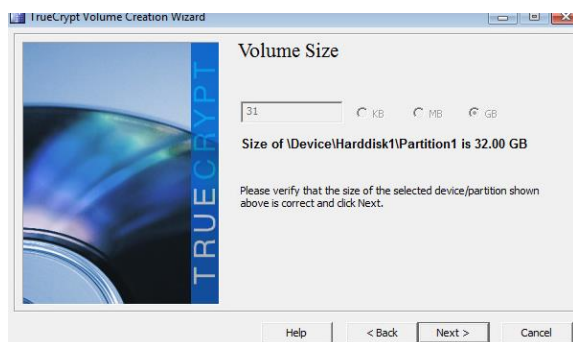 TrueCrypt Volume Creation Wizard
Volume Size
31 KB MB GB
Size of \Device\Harddisk1\Partition1 is 32.00 GB
Please verify that the size of the selected device/partition shown
above is correct and click Next.
TRUECRYPT
Help < Back Next > Cancel